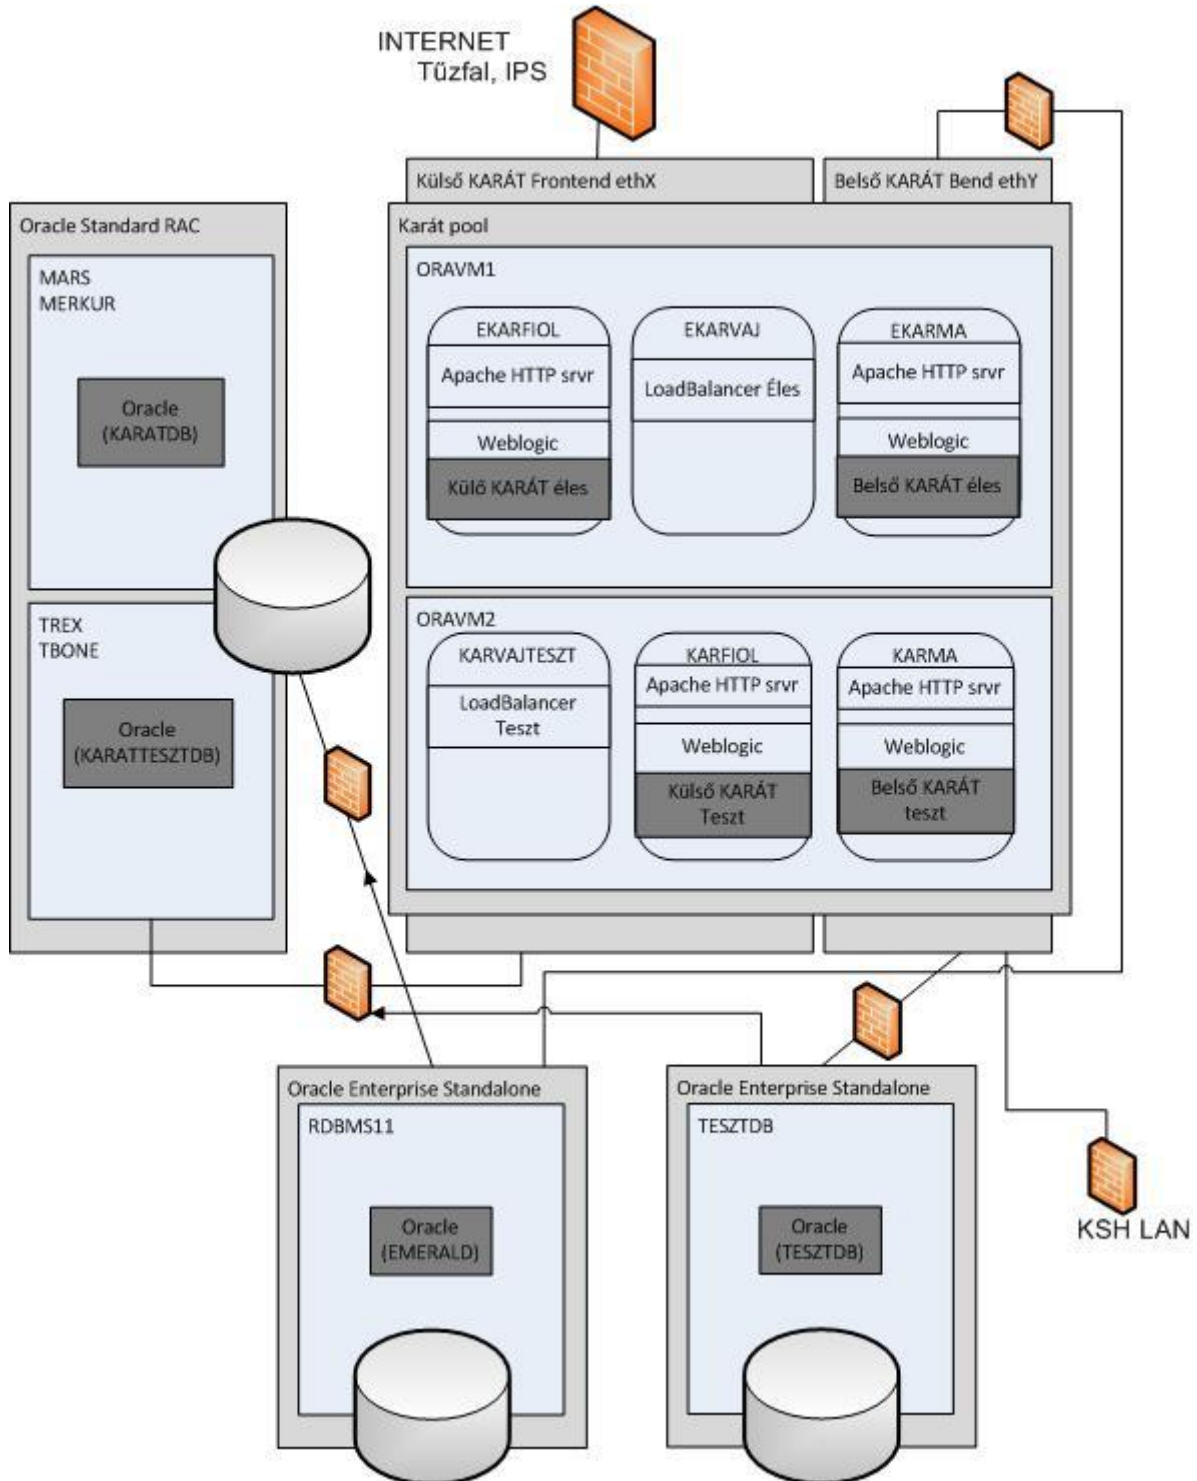 INTERNET
Tűzfal, IPS
Külső KARÁT Frontend ethX
Belső KARÁT Bend ethY
Oracle Standard RAC
MARS
MERKUR
Oracle
(KARATDB)
TREX
TBONE
Oracle
(KARATTESZTDB)
Karát pool
ORAVM1
EKARFIOL
Apache HTTP srvr
Weblogic
Külő KARÁT éles
EKARVAJ
LoadBalancer Éles
EKARMA
Apache HTTP srvr
Weblogic
Belső KARÁT éles
ORAVM2
KARVAJTESZT
LoadBalancer
Teszt
KARFIOL
Apache HTTP srvr
Weblogic
Külső KARÁT
Teszt
KARMA
Apache HTTP srvr
Weblogic
Belső KARÁT
teszt
Oracle Enterprise Standalone
RDBMS11
Oracle
(EMERALD)
Oracle Enterprise Standalone
TESZTDB
Oracle
(TESZTDB)
KSH LAN